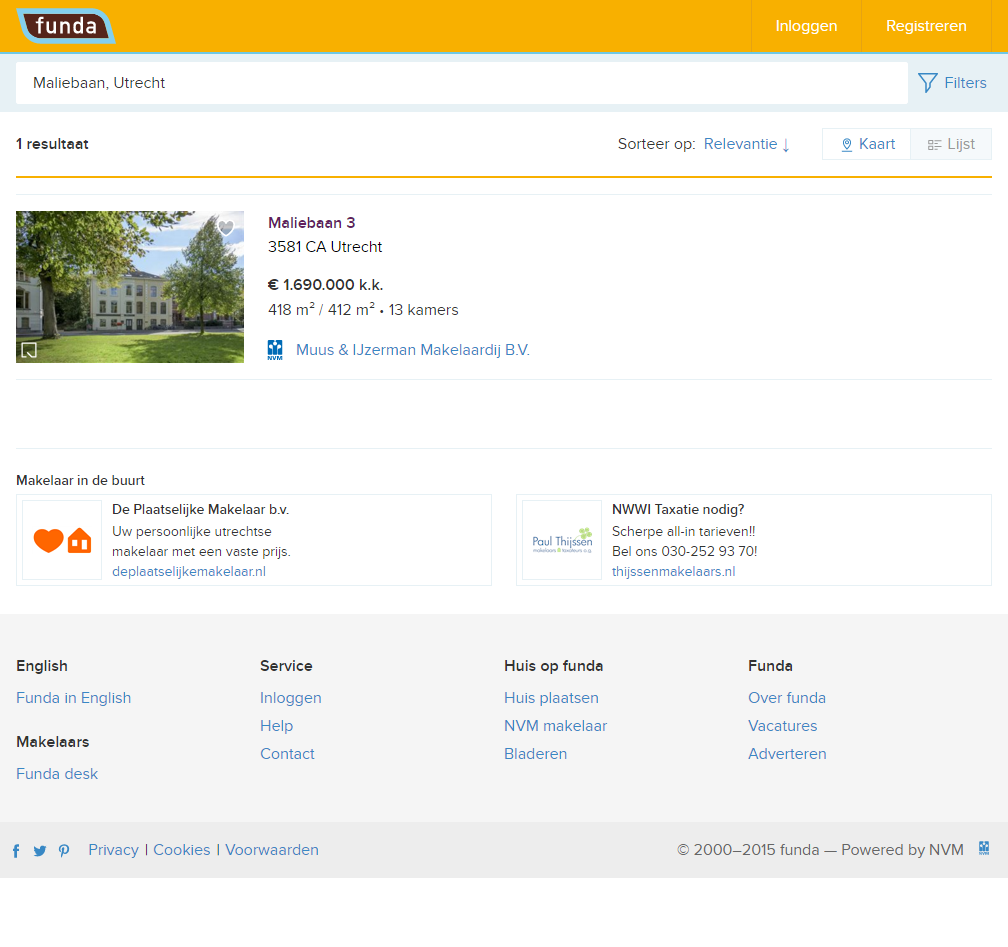 funda
Inloggen
Registreren
Maliebaan, Utrecht
Filters
1 resultaat
Sorteer op: Relevantie ↓
Kaart
Lijst
Maliebaan 3
3581 CA Utrecht
€ 1.690.000 k.k.
418 m² / 412 m² • 13 kamers
NVM
Muus & IJzerman Makelaardij B.V.
Makelaar in de buurt
De Plaatselijke Makelaar b.v.
Uw persoonlijke utrechtse
makelaar met een vaste prijs.
deplaatselijkemakelaar.nl
Paul Thijssen
makelaars & taxateurs o.g.
NWWI Taxatie nodig?
Scherpe all-in tarieven!!
Bel ons 030-252 93 70!
thijssenmakelaars.nl
English
Funda in English
Makelaars
Funda desk
Service
Inloggen
Help
Contact
Huis op funda
Huis plaatsen
NVM makelaar
Bladeren
Funda
Over funda
Vacatures
Adverteren
Privacy | Cookies | Voorwaarden
© 2000–2015 funda — Powered by NVM